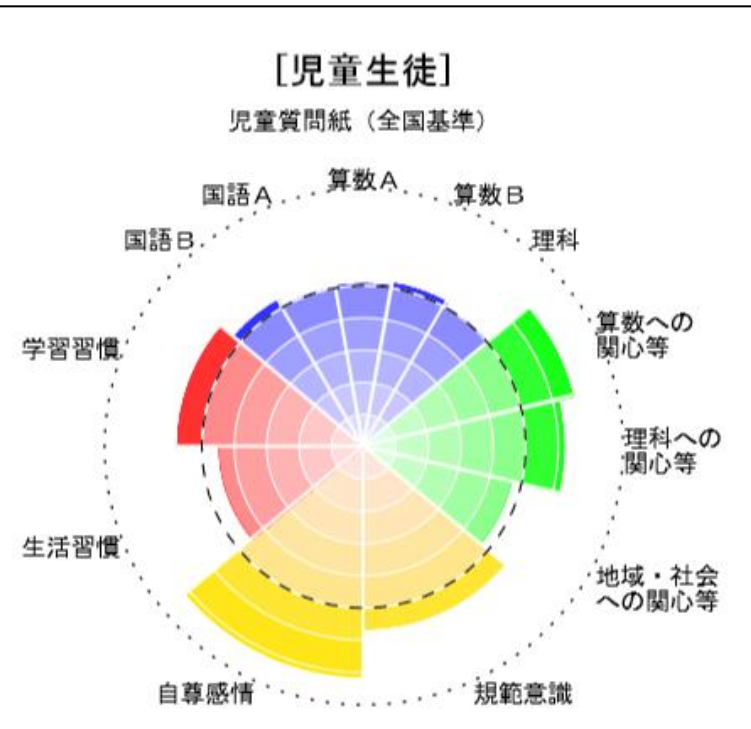 [児童生徒]
児童質問紙（全国基準）
算数A
国語A
算数B
国語B
理科
学習習慣
算数への
関心等
理科への
関心等
生活習慣
地域・社会
への関心等
自尊感情
規範意識